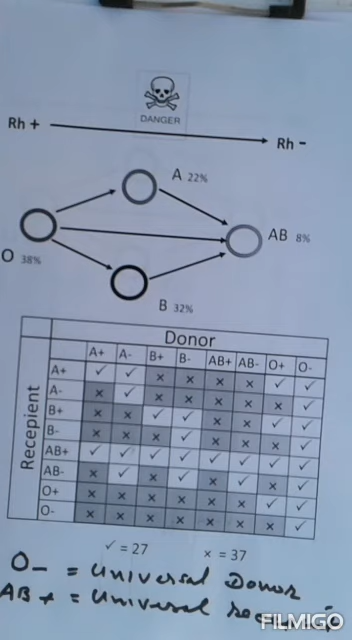 DANGER
Rh + Rh -
A 22%
AB 8%
O 38%
B 32%
Donor
A+ A- B+ B- AB+ AB- O+ O-
Recepient
A+ ✓ ✓ × × × × ✓ ✓
A- × ✓ × × × × × ✓
B+ × × ✓ ✓ × × ✓ ✓
B- × × × ✓ × × × ✓
AB+ ✓ ✓ ✓ ✓ ✓ ✓ ✓ ✓
AB- × ✓ × ✓ × ✓ × ✓
O+ × × × × × × ✓ ✓
O- × × × × × × × ✓
✓ = 27 × = 37
O- = Universal Donor
AB+ = Universal
FILMIGO